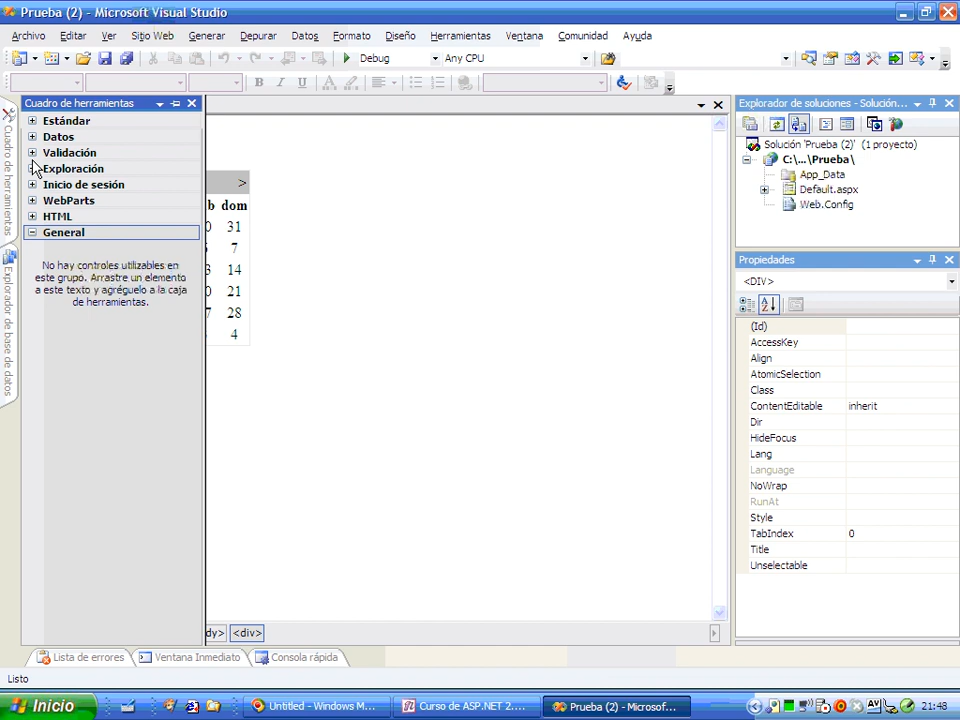 Prueba (2) - Microsoft Visual Studio
Archivo Editar Ver Sitio Web Generar Depurar Datos Formato Diseño Herramientas Ventana Comunidad Ayuda
Debug Any CPU
B I U A
Cuadro de herramientas
Estándar
Datos
Validación
Exploración
Inicio de sesión
WebParts
HTML
General
No hay controles utilizables en
este grupo. Arrastre un elemento
a este texto y agréguelo a la caja
de herramientas.
Cuadro de herramientas
Explorador de base de datos
>
b dom
0 31
7
3 14
0 21
7 28
4
dy> <div>
Explorador de soluciones - Solución...
Solución 'Prueba (2)' (1 proyecto)
C:\...\Prueba\
App_Data
Default.aspx
Web.Config
Propiedades
<DIV>
(Id)
AccessKey
Align
AtomicSelection
Class
ContentEditable inherit
Dir
HideFocus
Lang
Language
NoWrap
RunAt
Style
TabIndex 0
Title
Unselectable
Lista de errores Ventana Inmediato Consola rápida
Listo
Inicio Untitled - Windows M... Curso de ASP.NET 2.... Prueba (2) - Microsof... 21:48